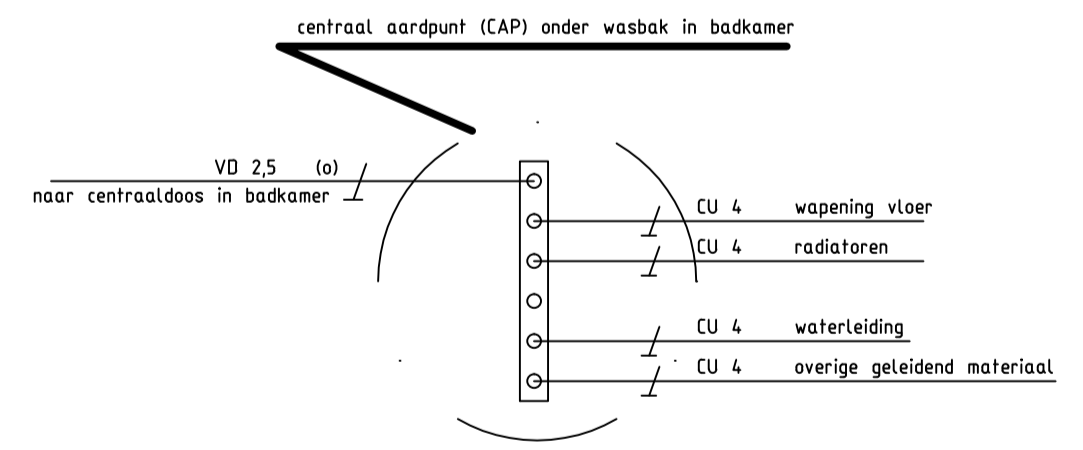 centraal aardpunt (CAP) onder wasbak in badkamer
VD 2,5 (o)
naar centraaldoos in badkamer
CU 4 wapening vloer
CU 4 radiatoren
CU 4 waterleiding
CU 4 overige geleidend materiaal